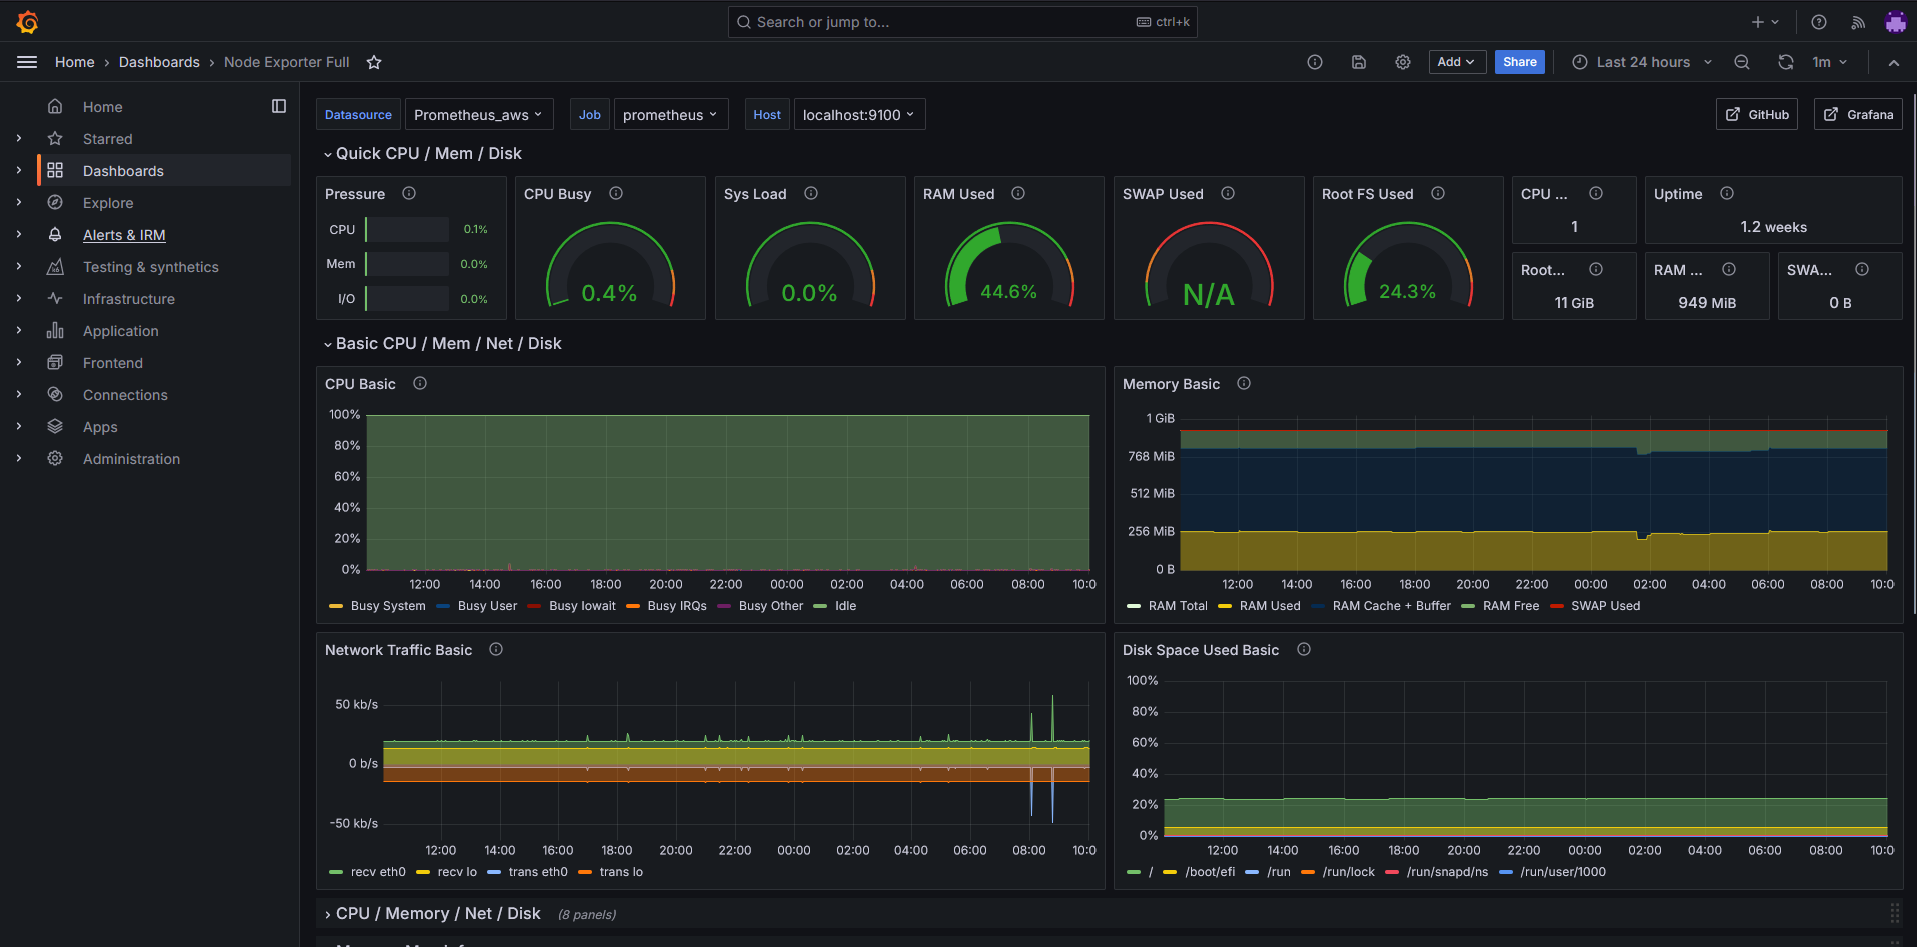 Search or jump to... ctrl+k
Home › Dashboards › Node Exporter Full
Add Share Last 24 hours 1m
Home
Starred
Dashboards
Explore
Alerts & IRM
Testing & synthetics
Infrastructure
Application
Frontend
Connections
Apps
Administration
Datasource Prometheus_aws Job prometheus Host localhost:9100 GitHub Grafana
Quick CPU / Mem / Disk
Pressure
CPU 0.1%
Mem 0.0%
I/O 0.0%
CPU Busy
0.4%
Sys Load
0.0%
RAM Used
44.6%
SWAP Used
N/A
Root FS Used
24.3%
CPU ...
1
Uptime
1.2 weeks
Root...
11 GiB
RAM ...
949 MiB
SWA...
0 B
Basic CPU / Mem / Net / Disk
CPU Basic
100%
80%
60%
40%
20%
0%
12:00 14:00 16:00 18:00 20:00 22:00 00:00 02:00 04:00 06:00 08:00 10:00
Busy System Busy User Busy Iowait Busy IRQs Busy Other Idle
Memory Basic
1 GiB
768 MiB
512 MiB
256 MiB
0 B
12:00 14:00 16:00 18:00 20:00 22:00 00:00 02:00 04:00 06:00 08:00 10:00
RAM Total RAM Used RAM Cache + Buffer RAM Free SWAP Used
Network Traffic Basic
50 kb/s
0 b/s
-50 kb/s
12:00 14:00 16:00 18:00 20:00 22:00 00:00 02:00 04:00 06:00 08:00 10:00
recv eth0 recv lo trans eth0 trans lo
Disk Space Used Basic
100%
80%
60%
40%
20%
0%
12:00 14:00 16:00 18:00 20:00 22:00 00:00 02:00 04:00 06:00 08:00 10:00
/ /boot/efi /run /run/lock /run/snapd/ns /run/user/1000
CPU / Memory / Net / Disk (8 panels)